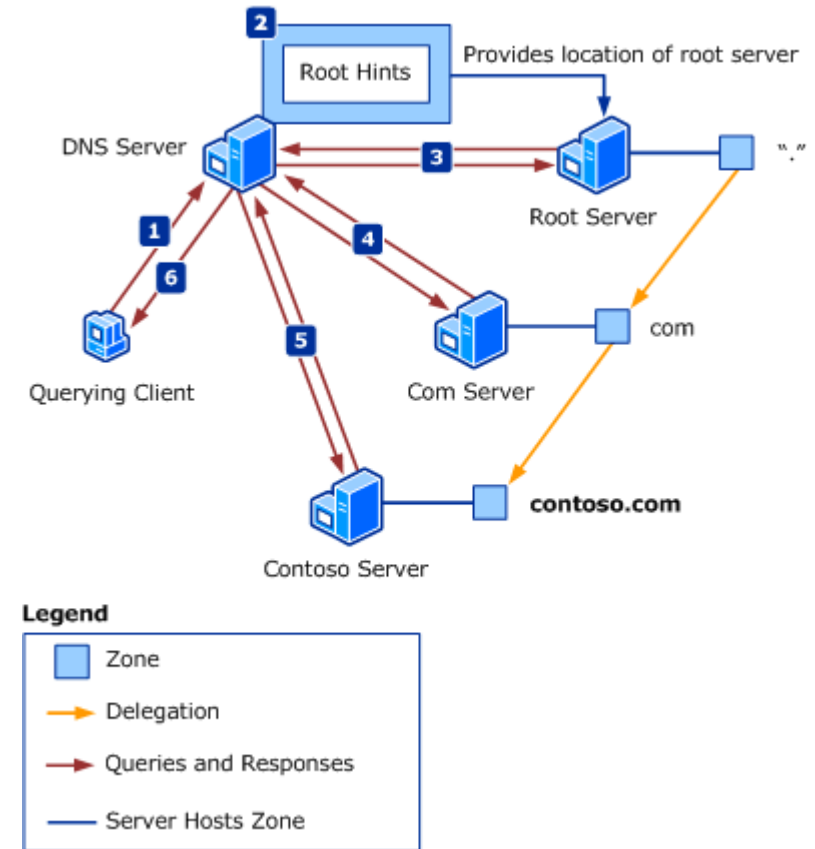 2
Root Hints
Provides location of root server
DNS Server
3
"."
Root Server
1
4
6
com
5
Querying Client
Com Server
contoso.com
Contoso Server
Legend
Zone
Delegation
Queries and Responses
Server Hosts Zone